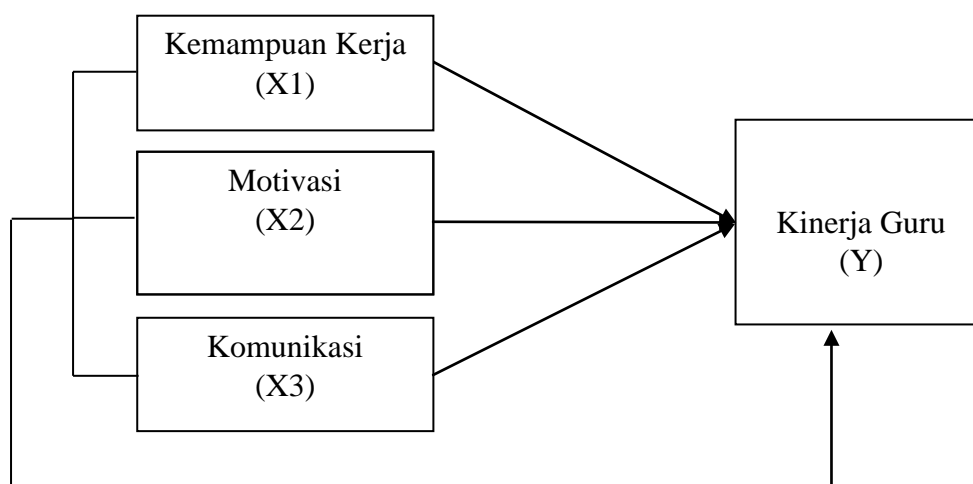 Kemampuan Kerja
(X1)
Motivasi
(X2)
Komunikasi
(X3)
Kinerja Guru
(Y)